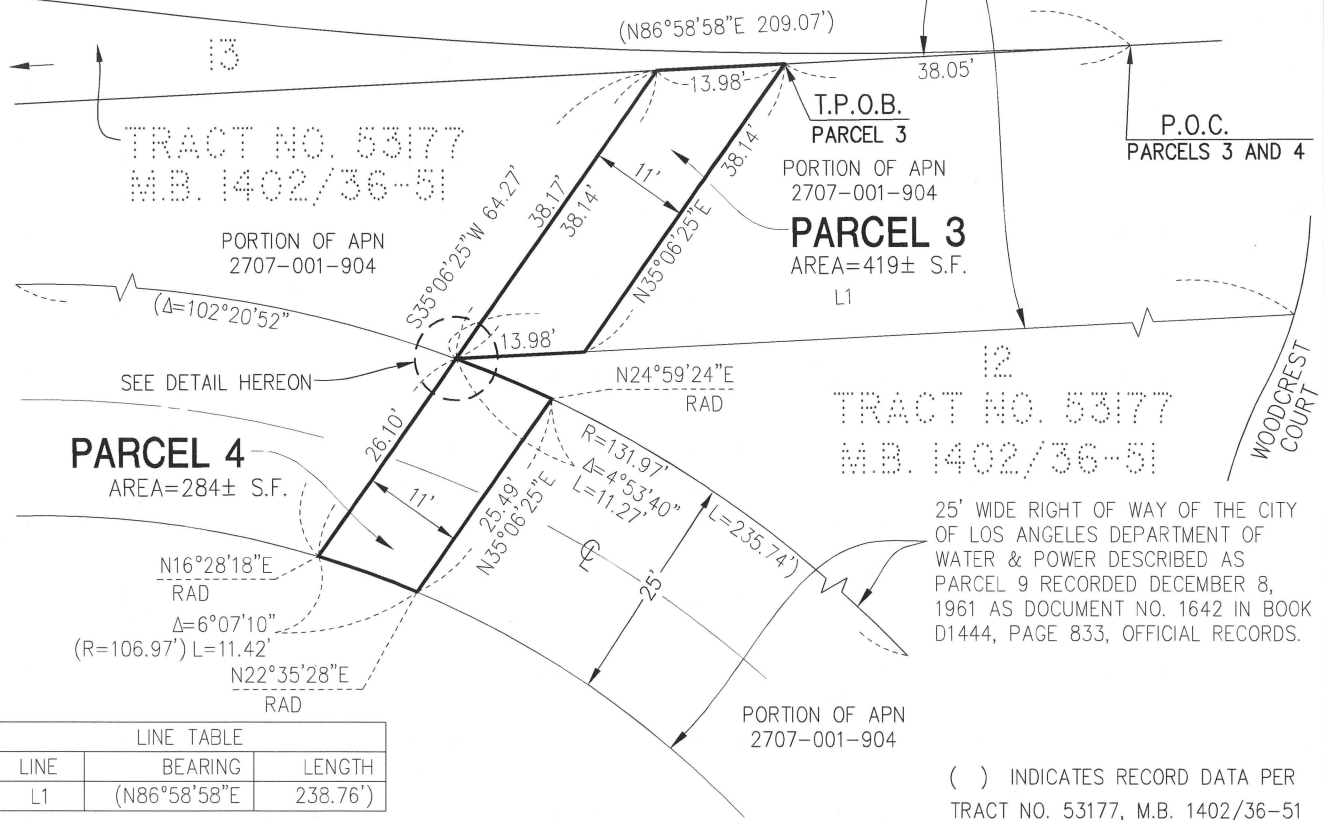 (N86°58'58"E 209.07')
13
13.98'
38.05'
T.P.O.B.
PARCEL 3
P.O.C.
PARCELS 3 AND 4
TRACT NO. 53177
M.B. 1402/36-51
PORTION OF APN
2707-001-904
S35°06'25"W 64.27'
38.17'
38.14'
11'
38.14'
N35°06'25"E
PORTION OF APN
2707-001-904
PARCEL 3
AREA=419± S.F.
L1
(Δ=102°20'52"
13.98'
SEE DETAIL HEREON
N24°59'24"E
RAD
12
TRACT NO. 53177
M.B. 1402/36-51
WOODCREST
COURT
PARCEL 4
AREA=284± S.F.
26.10'
11'
25.49'
N35°06'25"E
R=131.97'
Δ=4°53'40"
L=11.27'
L=235.74')
℄
25'
25' WIDE RIGHT OF WAY OF THE CITY
OF LOS ANGELES DEPARTMENT OF
WATER & POWER DESCRIBED AS
PARCEL 9 RECORDED DECEMBER 8,
1961 AS DOCUMENT NO. 1642 IN BOOK
D1444, PAGE 833, OFFICIAL RECORDS.
N16°28'18"E
RAD
Δ=6°07'10"
(R=106.97') L=11.42'
N22°35'28"E
RAD
PORTION OF APN
2707-001-904
LINE TABLE
LINE BEARING LENGTH
L1 (N86°58'58"E 238.76')
( ) INDICATES RECORD DATA PER
TRACT NO. 53177, M.B. 1402/36-51